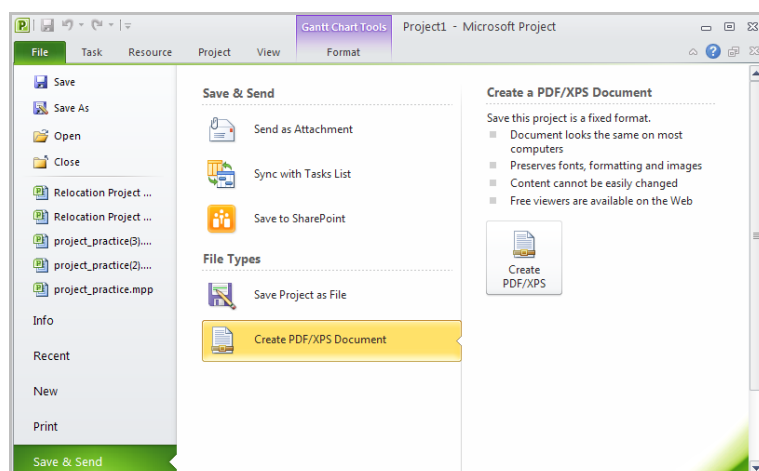 Gantt Chart Tools
Project1 - Microsoft Project
File Task Resource Project View Format
Save
Save As
Open
Close
Relocation Project ...
Relocation Project ...
project_practice(3)....
project_practice(2)....
project_practice.mpp
Info
Recent
New
Print
Save & Send
Save & Send
Send as Attachment
Sync with Tasks List
Save to SharePoint
File Types
Save Project as File
Create PDF/XPS Document
Create a PDF/XPS Document
Save this project is a fixed format.
Document looks the same on most
computers
Preserves fonts, formatting and images
Content cannot be easily changed
Free viewers are available on the Web
Create
PDF/XPS